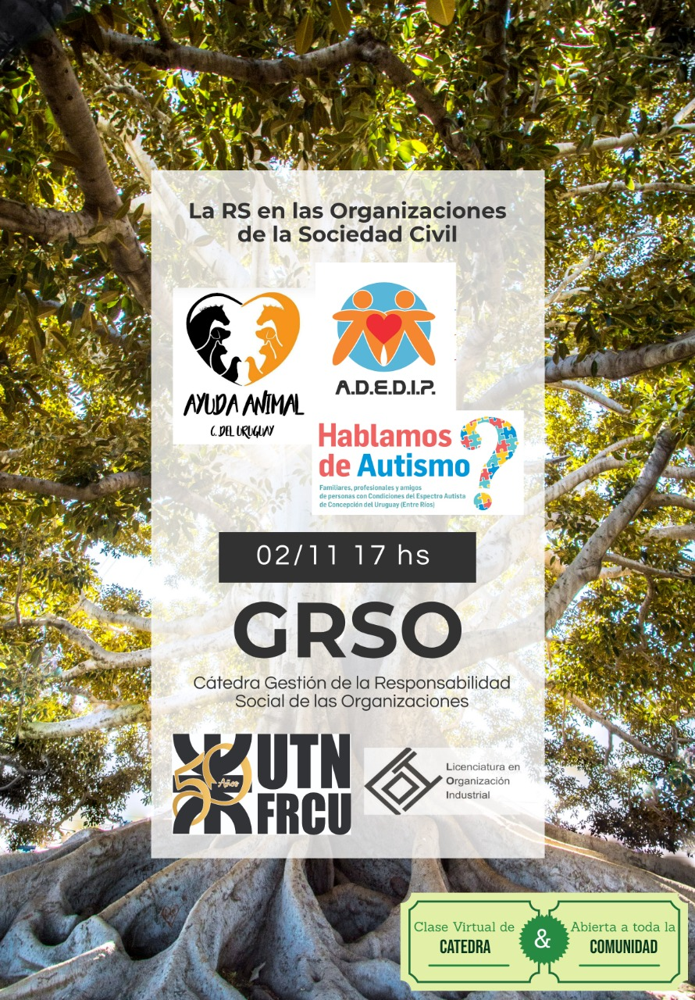 La RS en las Organizaciones
de la Sociedad Civil
AYUDA ANIMAL
C. DEL URUGUAY
A.D.E.D.I.P.
Hablamos
de Autismo
?
Familiares, profesionales y amigos
de personas con Condiciones del Espectro Autista
de Concepción del Uruguay (Entre Ríos)
02/11 17 hs
GRSO
Cátedra Gestión de la Responsabilidad
Social de las Organizaciones
50 Años
UTN
FRCU
Licenciatura en
Organización
Industrial
Clase Virtual de
CATEDRA
&
Abierta a toda la
COMUNIDAD